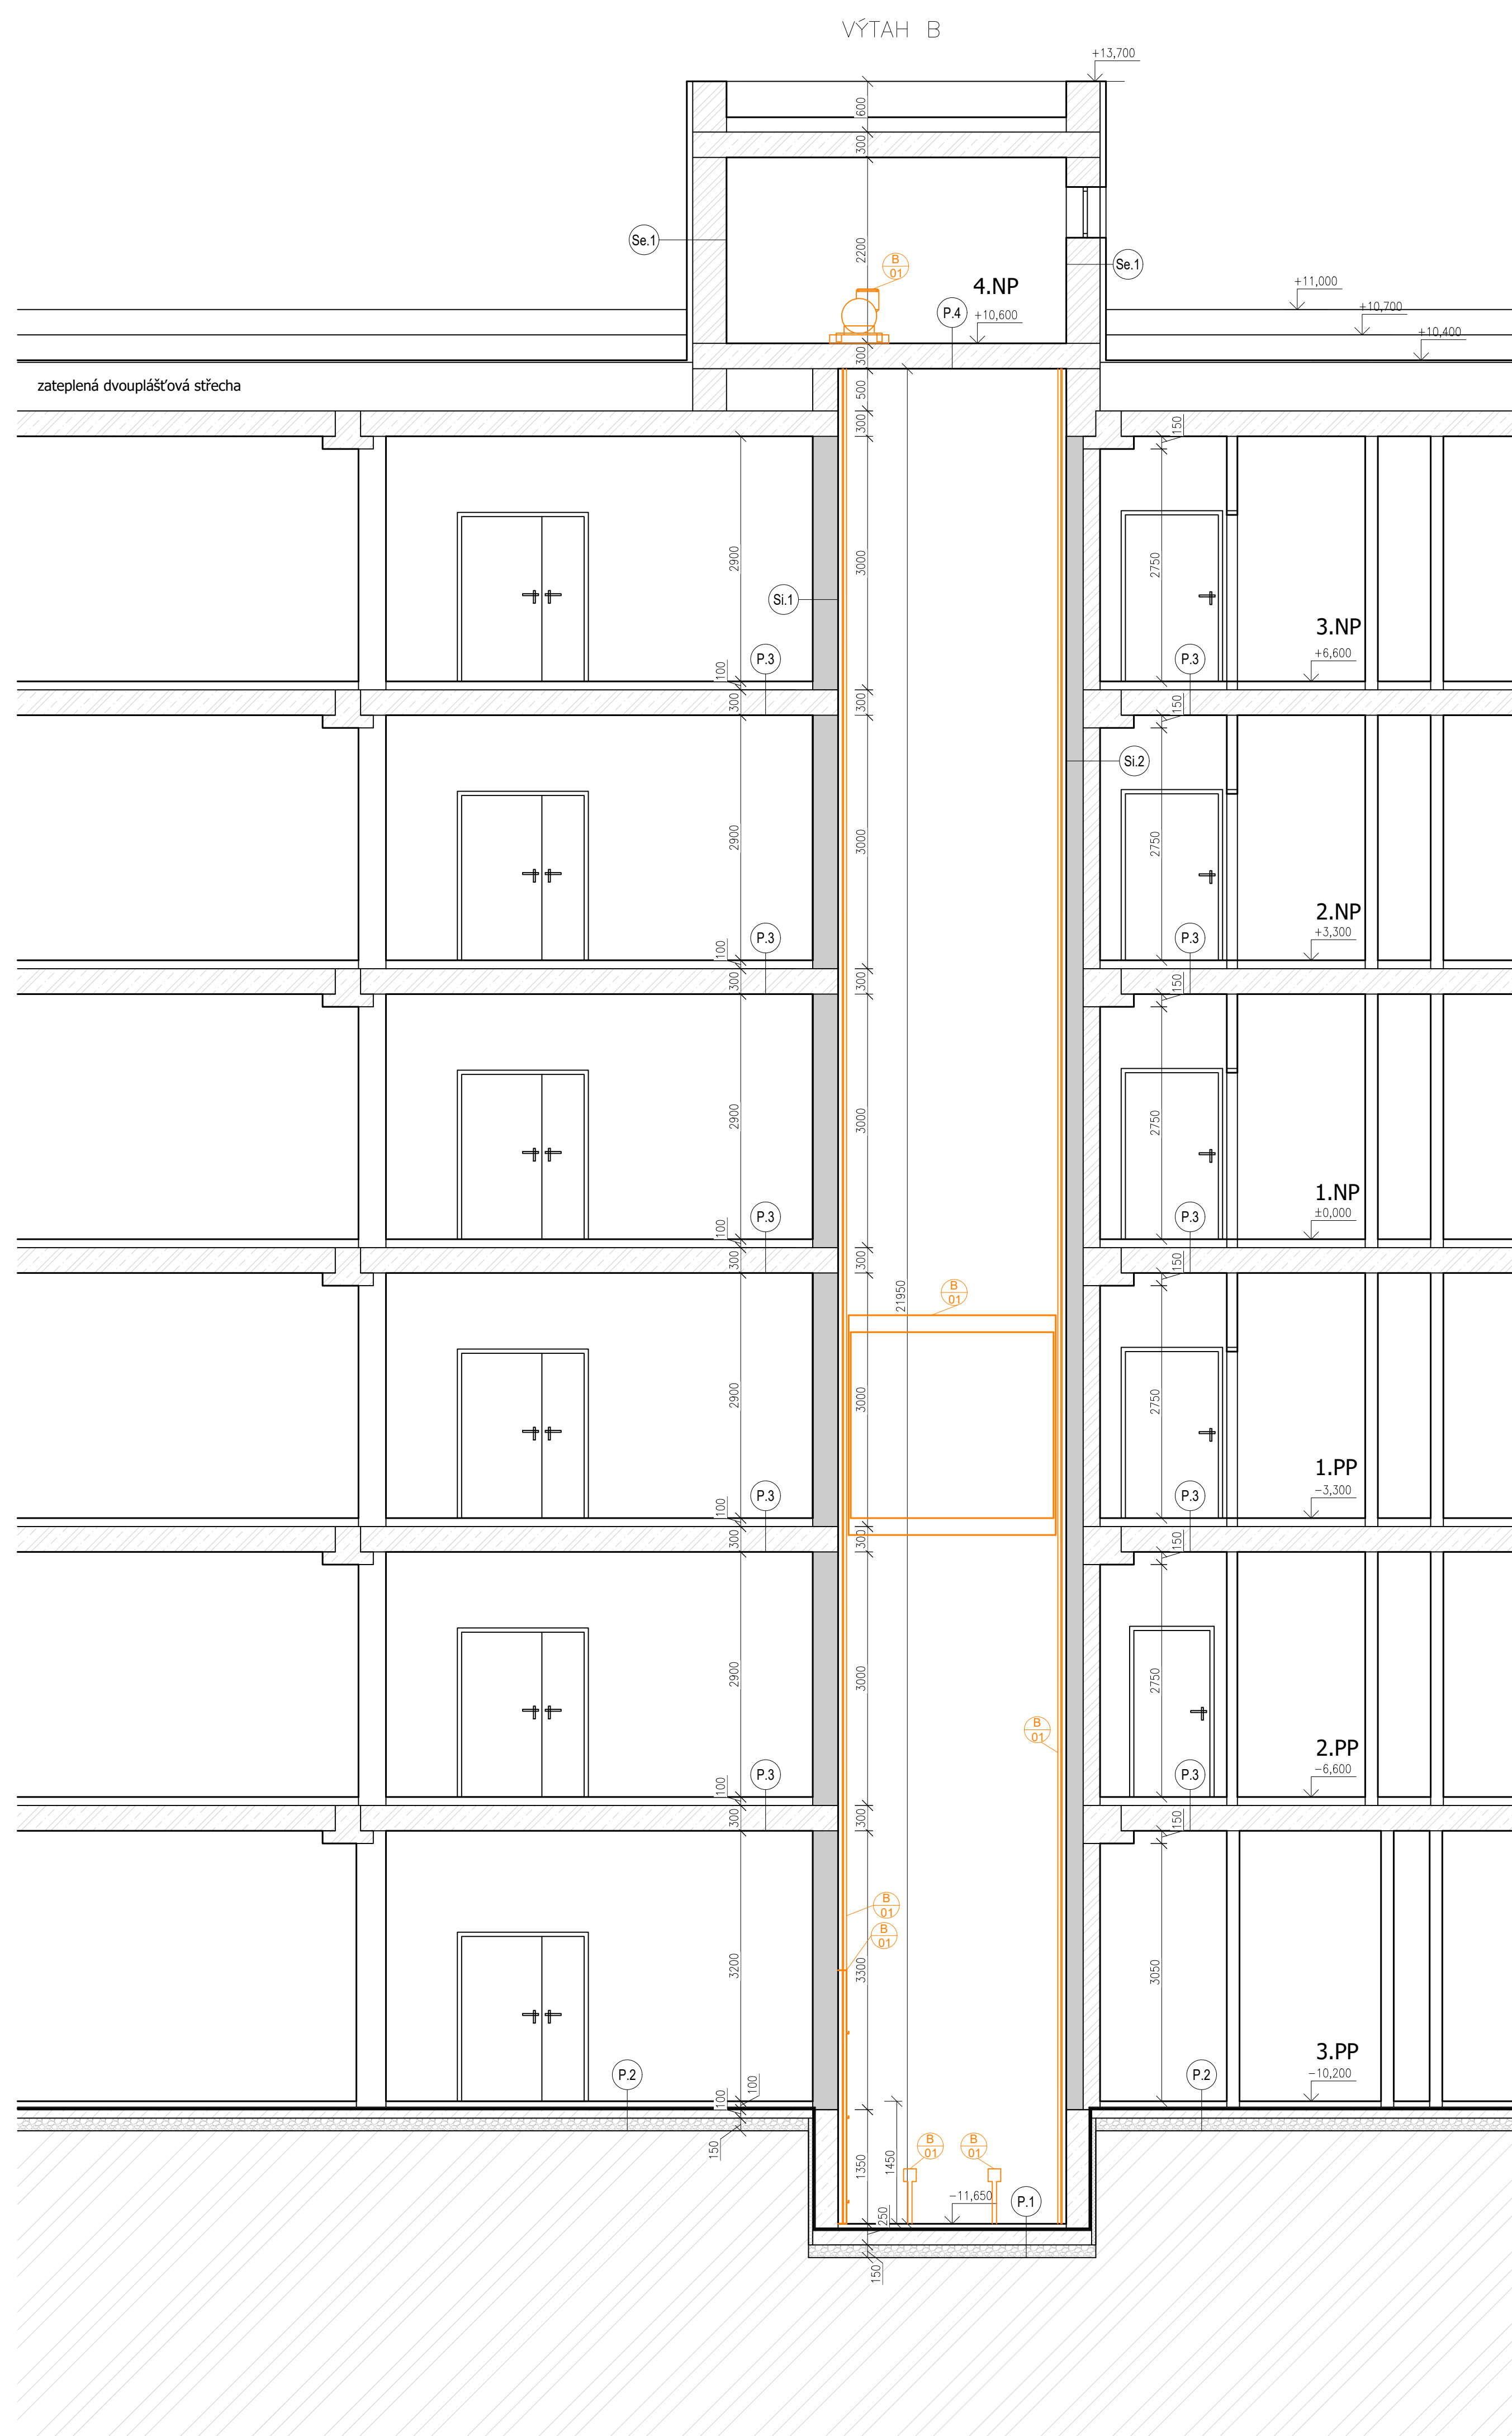 VÝTAH B
+13,700
600
300
Se.1
2200
B
01
Se.1
4.NP
P.4
+10,600
+11,000
+10,700
+10,400
300
zateplená dvouplášťová střecha
500
300
150
2900
3000
2750
Si.1
3.NP
+6,600
P.3
P.3
100
300
300
150
Si.2
2900
3000
2750
2.NP
+3,300
P.3
P.3
100
300
300
150
2900
3000
2750
1.NP
±0,000
P.3
P.3
100
300
300
150
21950
B
01
2900
3000
2750
1.PP
−3,300
P.3
P.3
100
300
300
150
2900
3000
2750
B
01
2.PP
−6,600
P.3
P.3
100
300
300
150
B
01
B
01
3200
3300
3050
3.PP
−10,200
P.2
P.2
100
100
150
1350
1450
B
01
B
01
−11,650
P.1
250
150